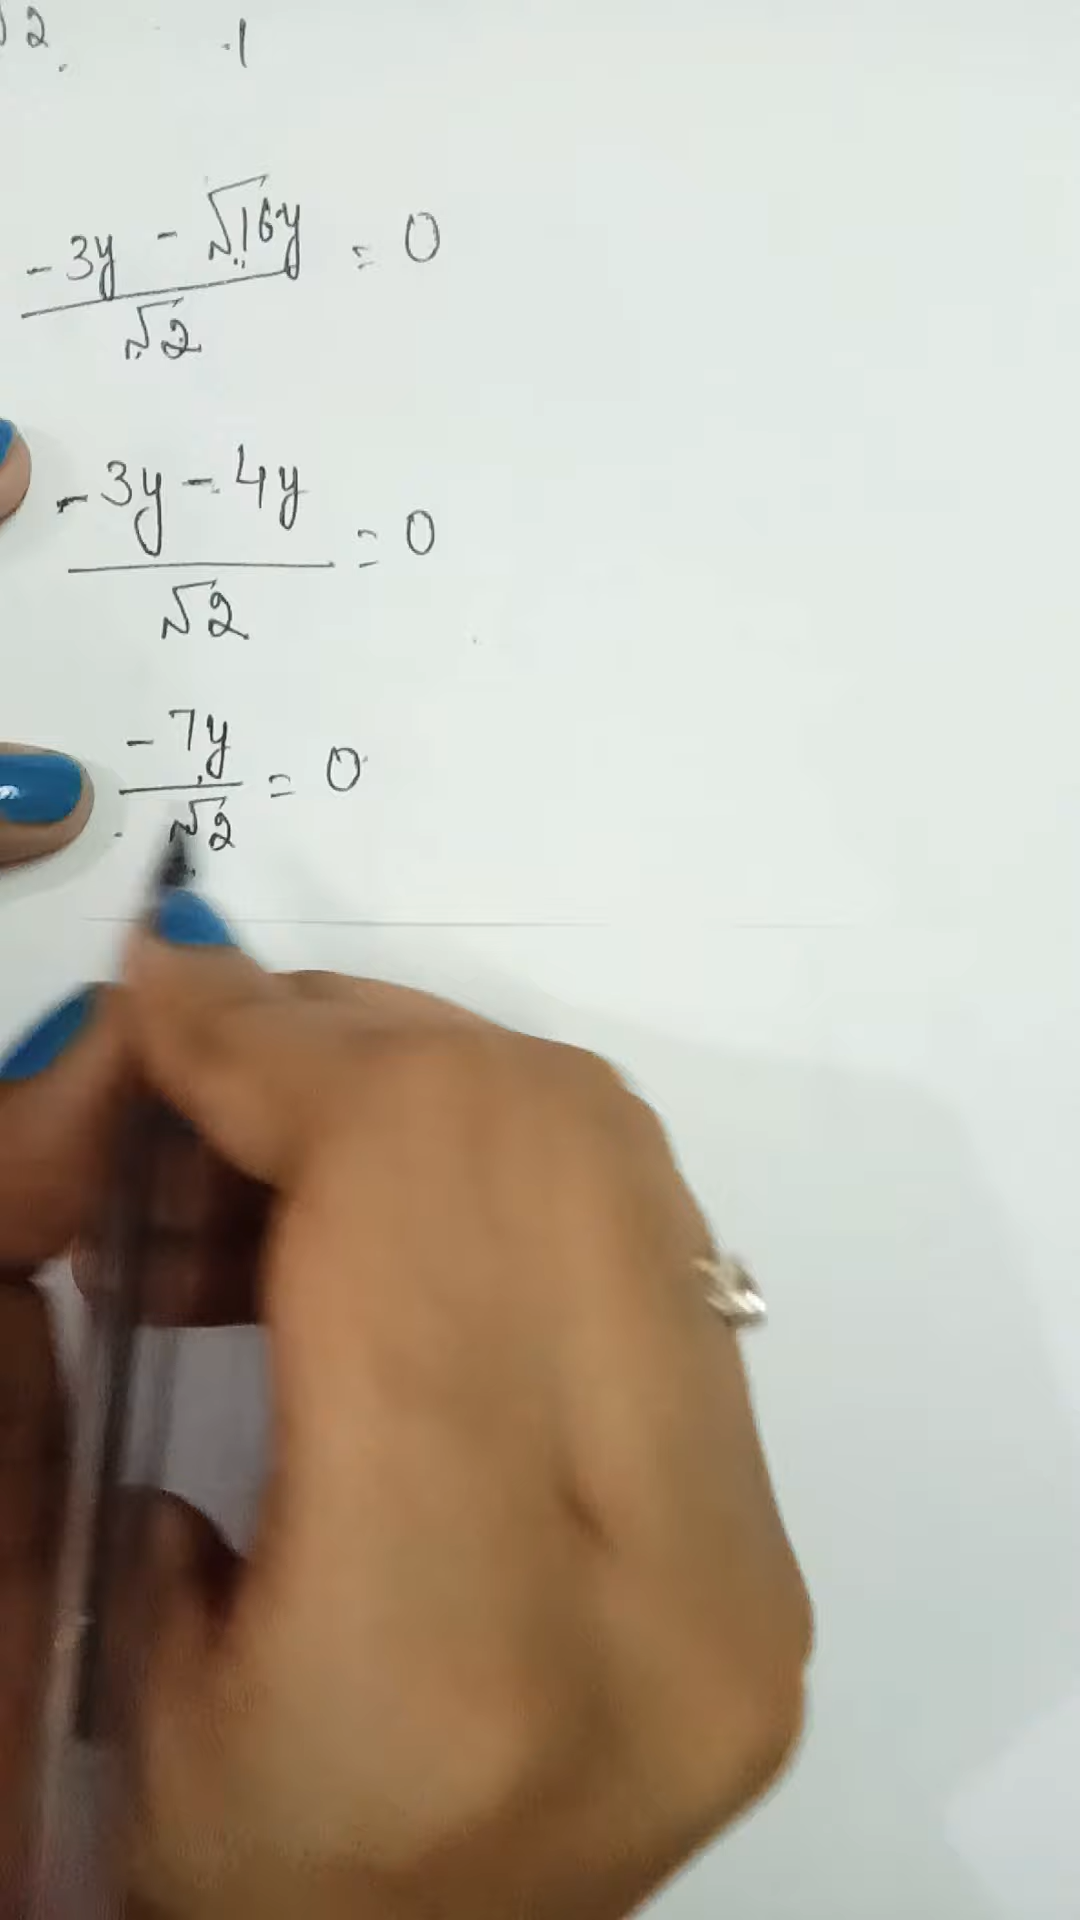 √2 -1
-3y - √16y / √2 = 0
-3y - 4y / √2 = 0
-7y / √2 = 0